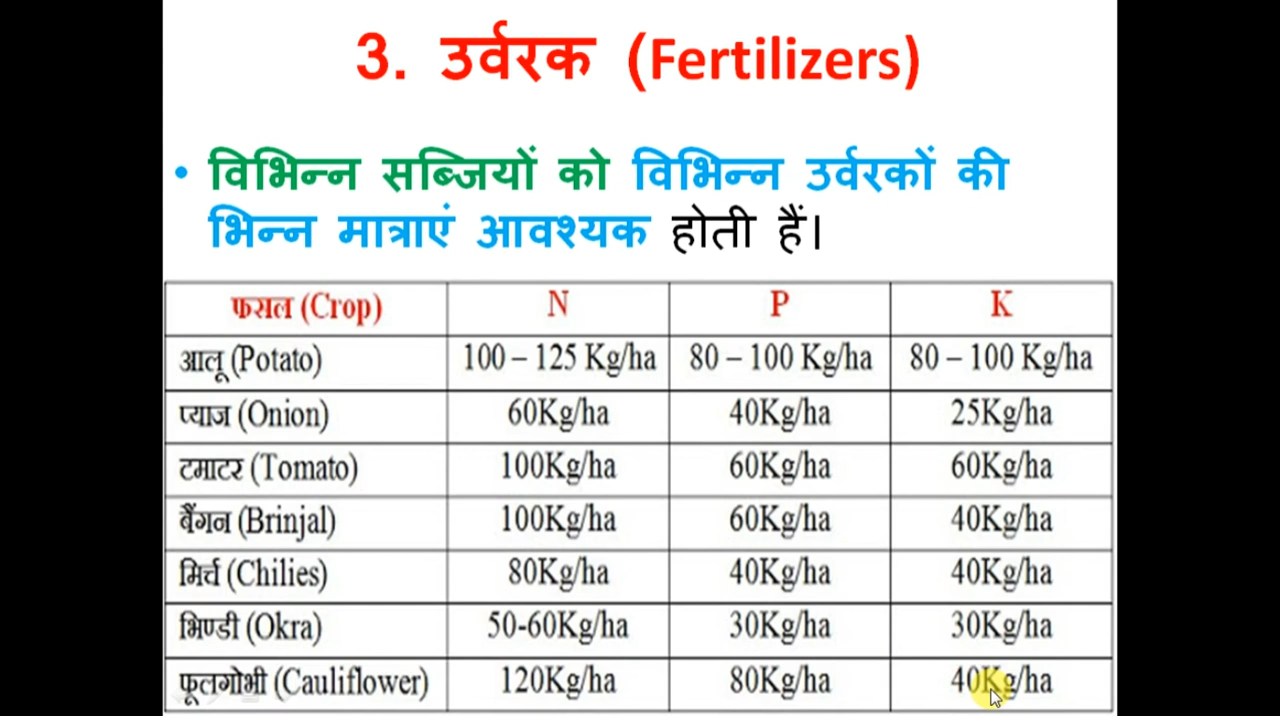 3. उर्वरक (Fertilizers)
• विभिन्न सब्जियों को विभिन्न उर्वरकों की
भिन्न मात्राएं आवश्यक होती हैं।
फसल (Crop) N P K
आलू (Potato) 100 – 125 Kg/ha 80 – 100 Kg/ha 80 – 100 Kg/ha
प्याज (Onion) 60Kg/ha 40Kg/ha 25Kg/ha
टमाटर (Tomato) 100Kg/ha 60Kg/ha 60Kg/ha
बैंगन (Brinjal) 100Kg/ha 60Kg/ha 40Kg/ha
मिर्च (Chilies) 80Kg/ha 40Kg/ha 40Kg/ha
भिण्डी (Okra) 50-60Kg/ha 30Kg/ha 30Kg/ha
फूलगोभी (Cauliflower) 120Kg/ha 80Kg/ha 40Kg/ha